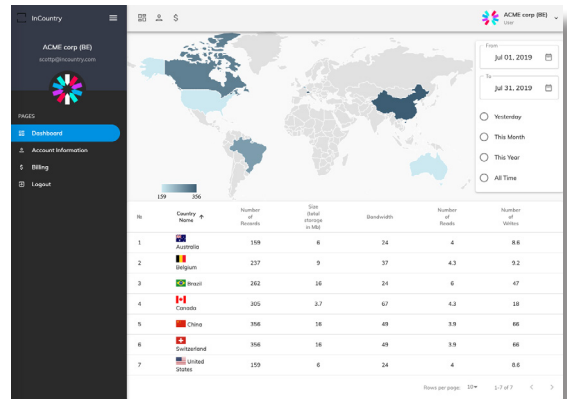 InCountry
ACME corp (BE)
scottp@incountry.com
PAGES
Dashboard
Account Information
$ Billing
Logout
$
ACME corp (BE)
User
From
Jul 01, 2019
To
Jul 31, 2019
Yesterday
This Month
This Year
All Time
159 356
№ Country Name Number of Records Size (total storage in Mb) Bandwidth Number of Reads Number of Writes
1 Australia 159 6 24 4 8.6
2 Belgium 237 9 37 4.3 9.2
3 Brazil 262 16 24 6 47
4 Canada 305 3.7 67 4.3 18
5 China 356 16 49 3.9 66
6 Switzerland 356 16 49 3.9 66
7 United States 159 6 24 4 8.6
Rows per page: 10 1-7 of 7